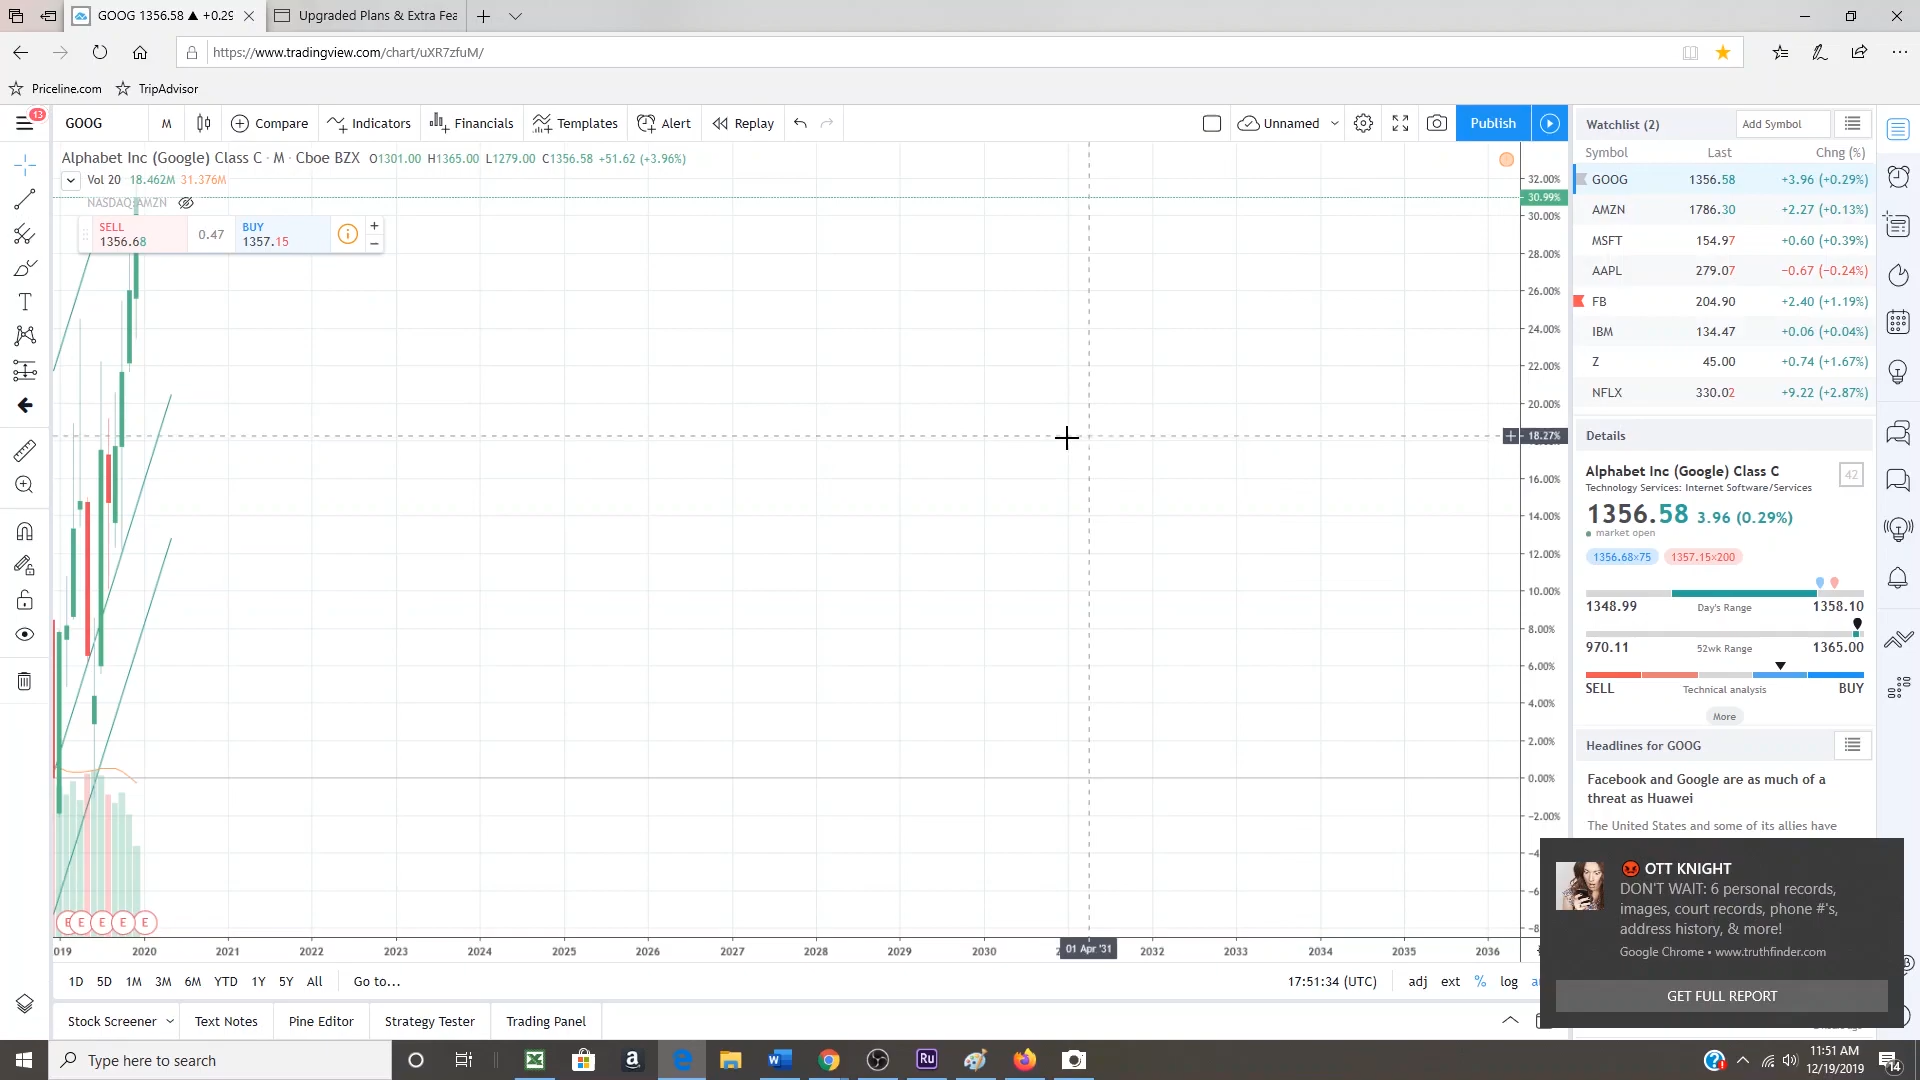 GOOG 1356.58 ▲ +0.29
Upgraded Plans & Extra Fea
https://www.tradingview.com/chart/uXR7zfuM/
Priceline.com
TripAdvisor
13
GOOG
M
Compare
Indicators
Financials
Templates
Alert
Replay
Unnamed
Publish
Alphabet Inc (Google) Class C · M · Cboe BZX O1301.00 H1365.00 L1279.00 C1356.58 +51.62 (+3.96%)
Vol 20 18.462M 31.376M
NASDAQ:AMZN
SELL
1356.68
0.47
BUY
1357.15
32.00%
30.99%
30.00%
28.00%
26.00%
24.00%
22.00%
20.00%
18.27%
16.00%
14.00%
12.00%
10.00%
8.00%
6.00%
4.00%
2.00%
0.00%
−2.00%
E E E E E
019 2020 2021 2022 2023 2024 2025 2026 2027 2028 2029 2030 01 Apr '31 2032 2033 2034 2035 2036
1D 5D 1M 3M 6M YTD 1Y 5Y All Go to...
17:51:34 (UTC) adj ext % log
Stock Screener
Text Notes
Pine Editor
Strategy Tester
Trading Panel
Watchlist (2)
Add Symbol
Symbol Last Chng (%)
GOOG 1356.58 +3.96 (+0.29%)
AMZN 1786.30 +2.27 (+0.13%)
MSFT 154.97 +0.60 (+0.39%)
AAPL 279.07 −0.67 (−0.24%)
FB 204.90 +2.40 (+1.19%)
IBM 134.47 +0.06 (+0.04%)
Z 45.00 +0.74 (+1.67%)
NFLX 330.02 +9.22 (+2.87%)
Details
Alphabet Inc (Google) Class C
42
Technology Services: Internet Software/Services
1356.58 3.96 (0.29%)
market open
1356.68×75 1357.15×200
1348.99 Day's Range 1358.10
970.11 52wk Range 1365.00
SELL Technical analysis BUY
More
Headlines for GOOG
Facebook and Google are as much of a
threat as Huawei
The United States and some of its allies have
OTT KNIGHT
DON'T WAIT: 6 personal records,
images, court records, phone #'s,
address history, & more!
Google Chrome • www.truthfinder.com
GET FULL REPORT
Type here to search
Ru
11:51 AM
12/19/2019
14